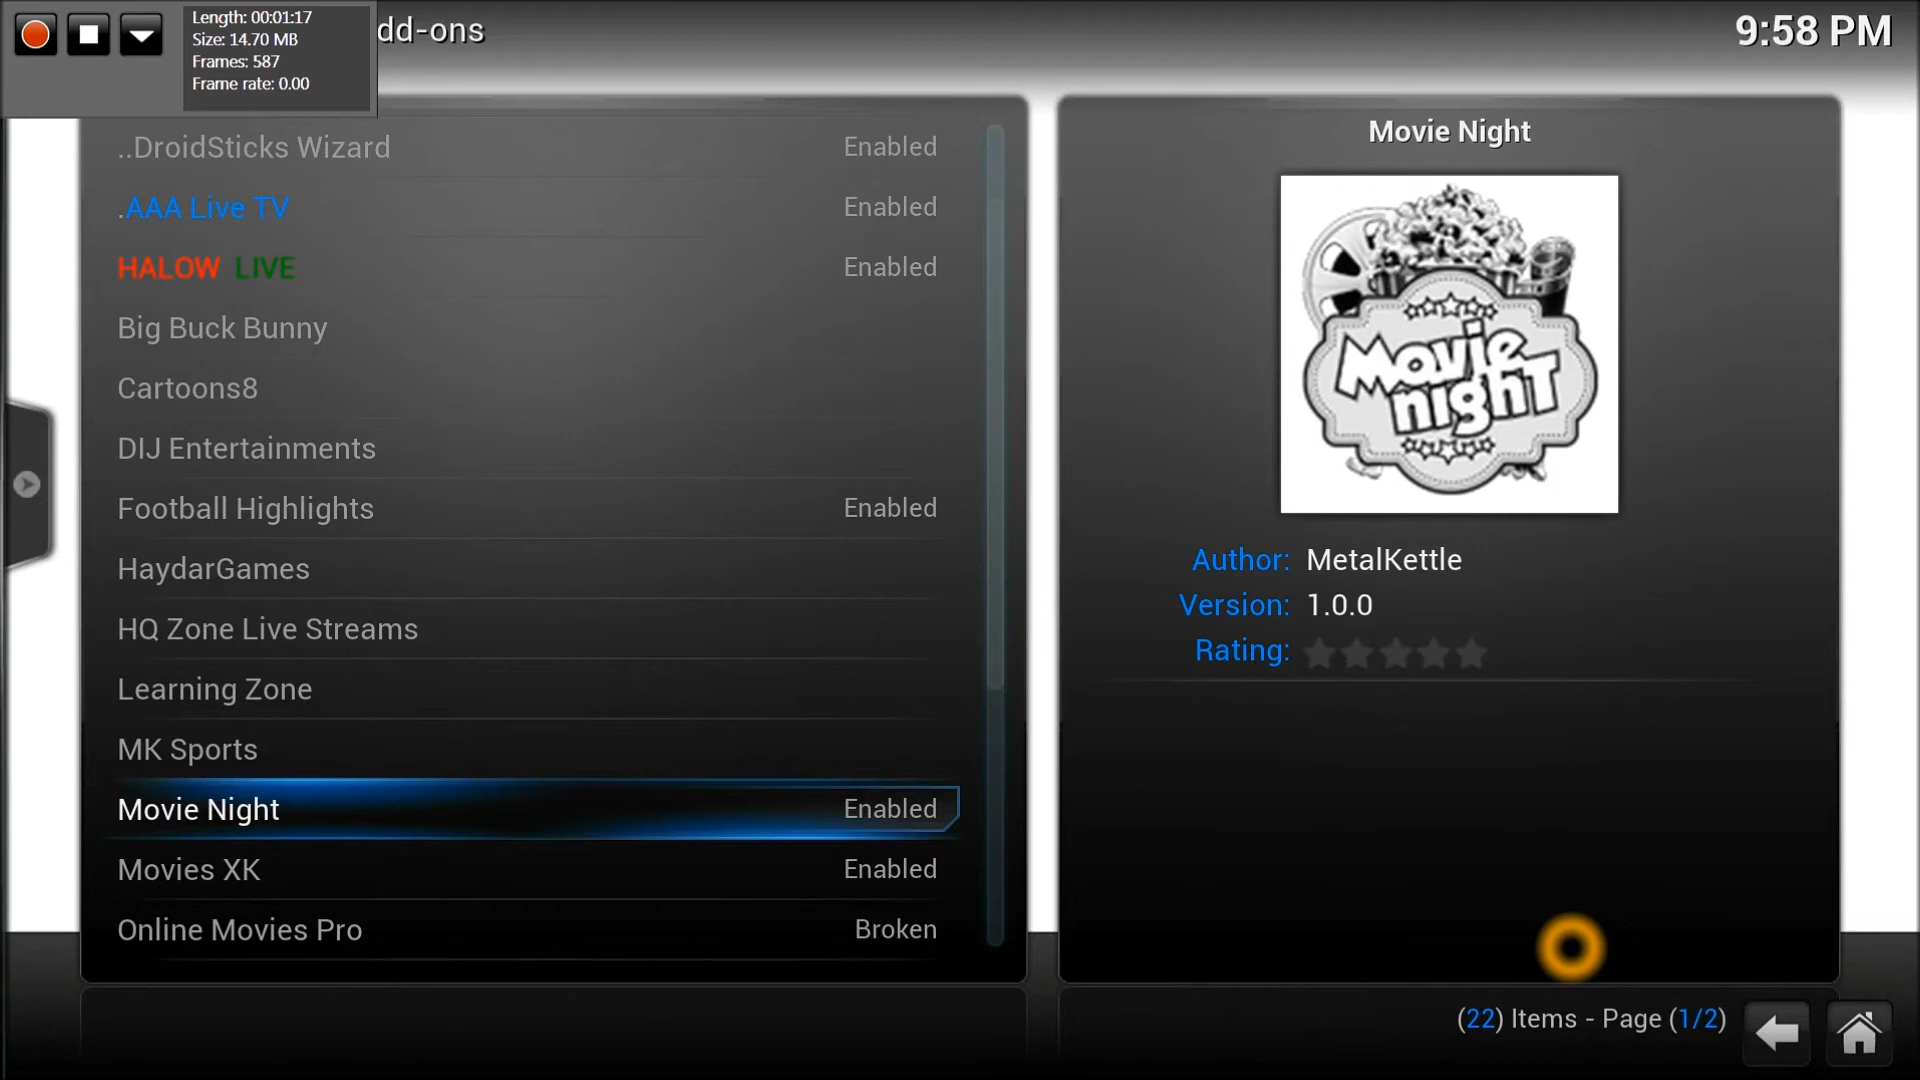 Length: 00:01:17
Size: 14.70 MB
Frames: 587
Frame rate: 0.00
dd-ons
9:58 PM
..DroidSticks Wizard Enabled
.AAA Live TV Enabled
HALOW LIVE Enabled
Big Buck Bunny
Cartoons8
DIJ Entertainments
Football Highlights Enabled
HaydarGames
HQ Zone Live Streams
Learning Zone
MK Sports
Movie Night Enabled
Movies XK Enabled
Online Movies Pro Broken
Movie Night
Movie
night
Author: MetalKettle
Version: 1.0.0
Rating:
(22) Items - Page (1/2)